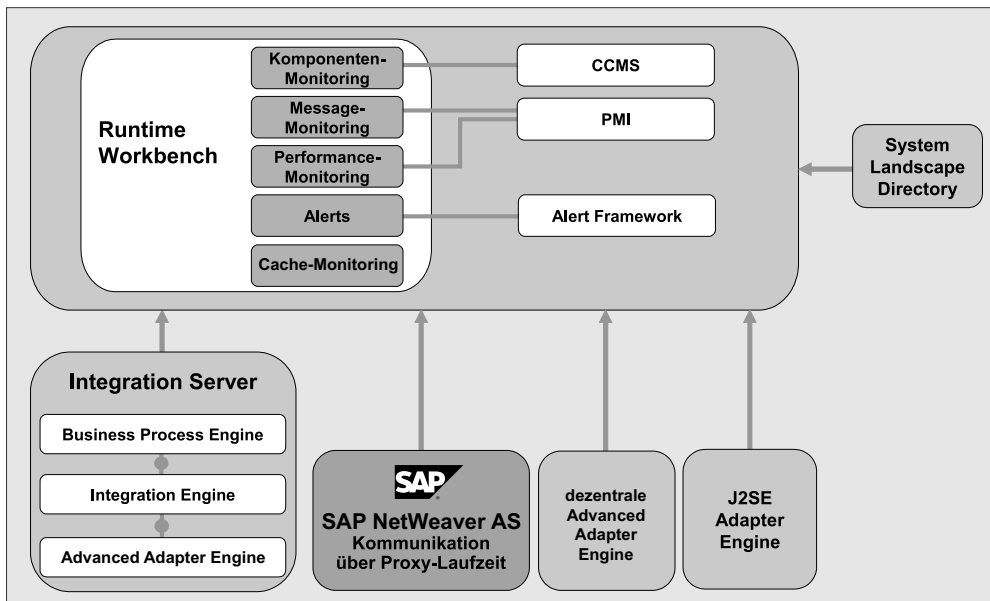 Runtime
Workbench
Komponenten-
Monitoring
Message-
Monitoring
Performance-
Monitoring
Alerts
Cache-Monitoring
CCMS
PMI
Alert Framework
System
Landscape
Directory
Integration Server
Business Process Engine
Integration Engine
Advanced Adapter Engine
SAP
SAP NetWeaver AS
Kommunikation
über Proxy-Laufzeit
dezentrale
Advanced
Adapter
Engine
J2SE
Adapter
Engine